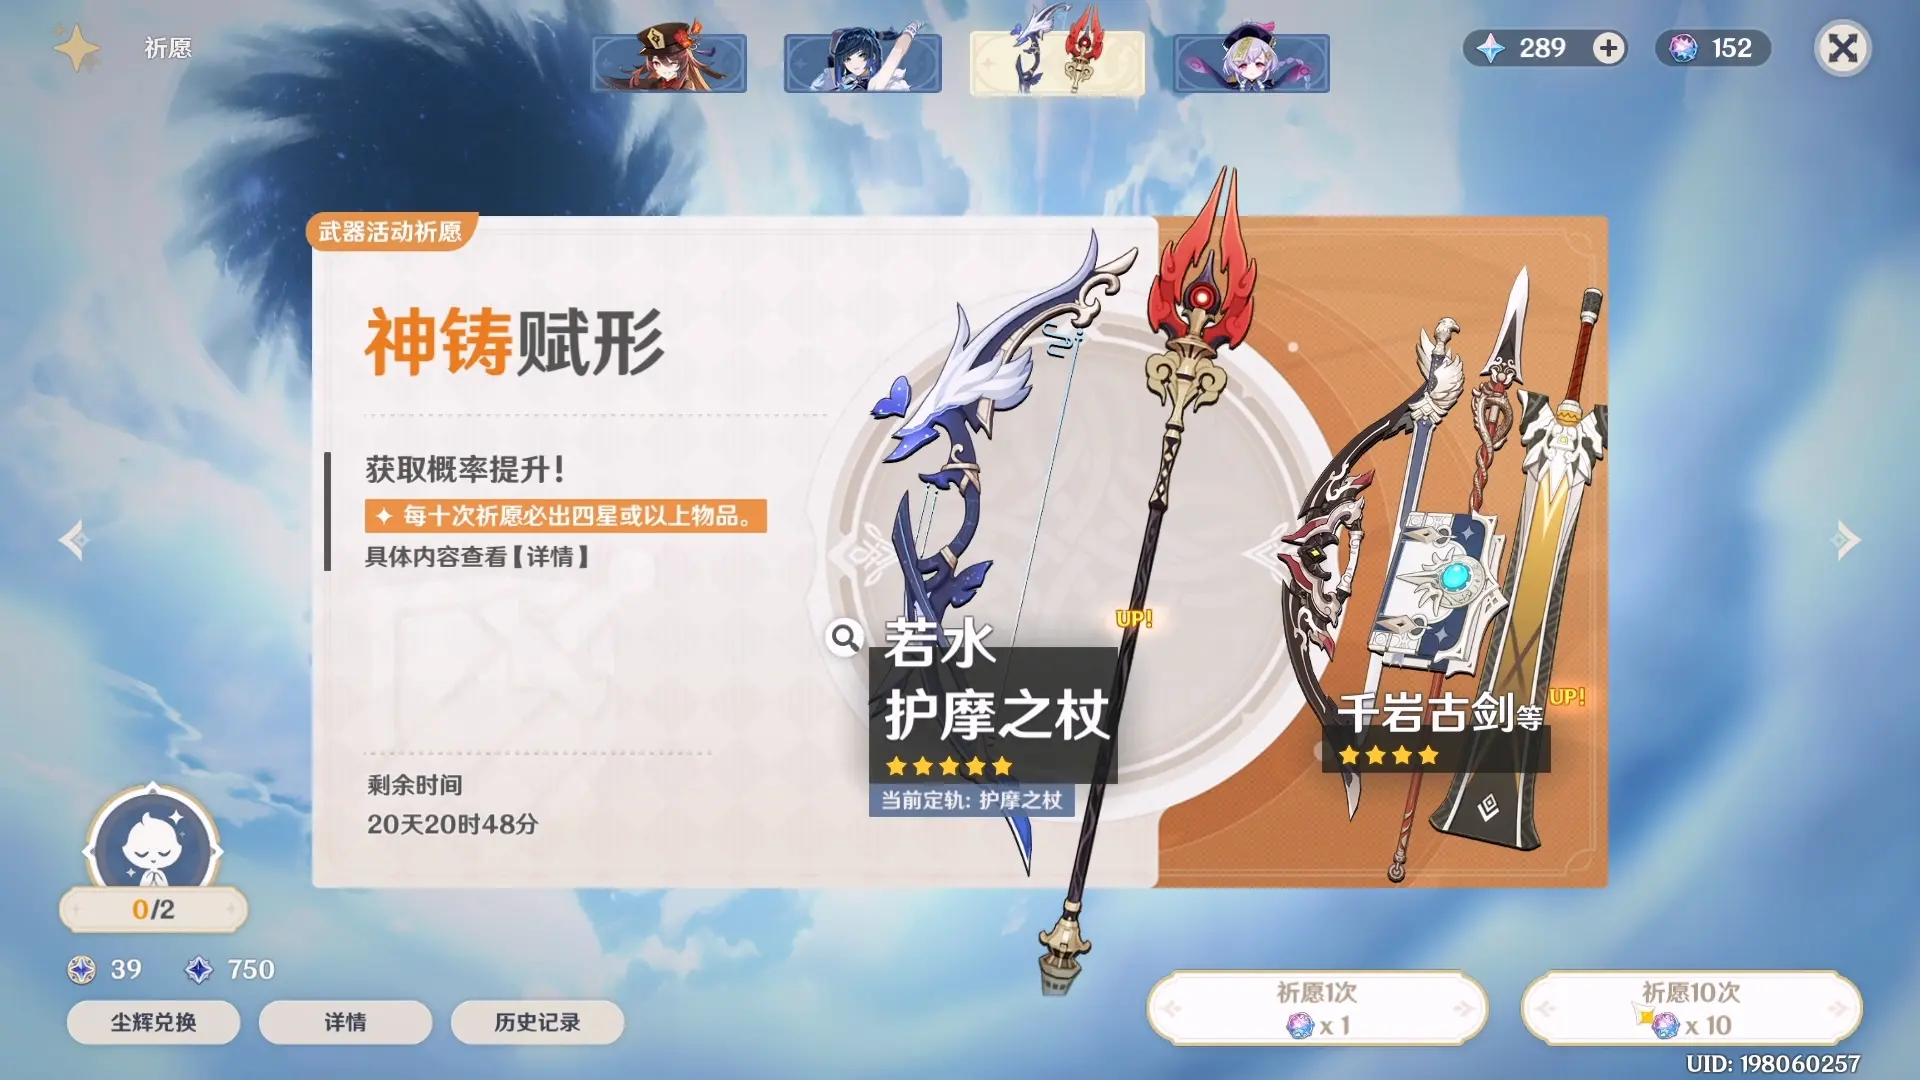 祈愿
289
152
武器活动祈愿
神铸赋形
获取概率提升！
每十次祈愿必出四星或以上物品。
具体内容查看【详情】
UP!
若水
护摩之杖
当前定轨: 护摩之杖
UP!
千岩古剑等
剩余时间
20天20时48分
0/2
39
750
尘辉兑换
详情
历史记录
祈愿1次
x 1
祈愿10次
x 10
UID: 198060257